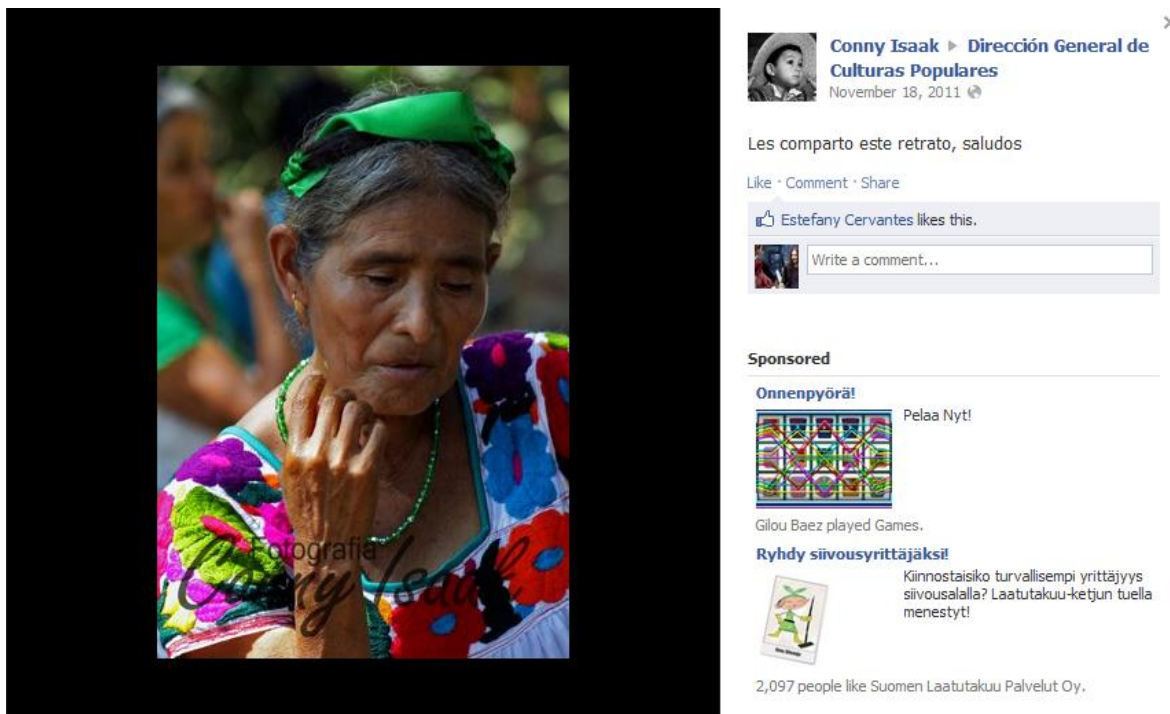 Conny Isaak ▶ Dirección General de
Culturas Populares
November 18, 2011
Les comparto este retrato, saludos
Like · Comment · Share
Estefany Cervantes likes this.
Write a comment...
Sponsored
Onnenpyörä!
Pelaa Nyt!
Gilou Baez played Games.
Ryhdy siivousyrittäjäksi!
Kiinnostaisiko turvallisempi yrittäjyys
siivousalalla? Laatutakuu-ketjun tuella
menestyt!
2,097 people like Suomen Laatutakuu Palvelut Oy.
Fotografia
Conny Isaak